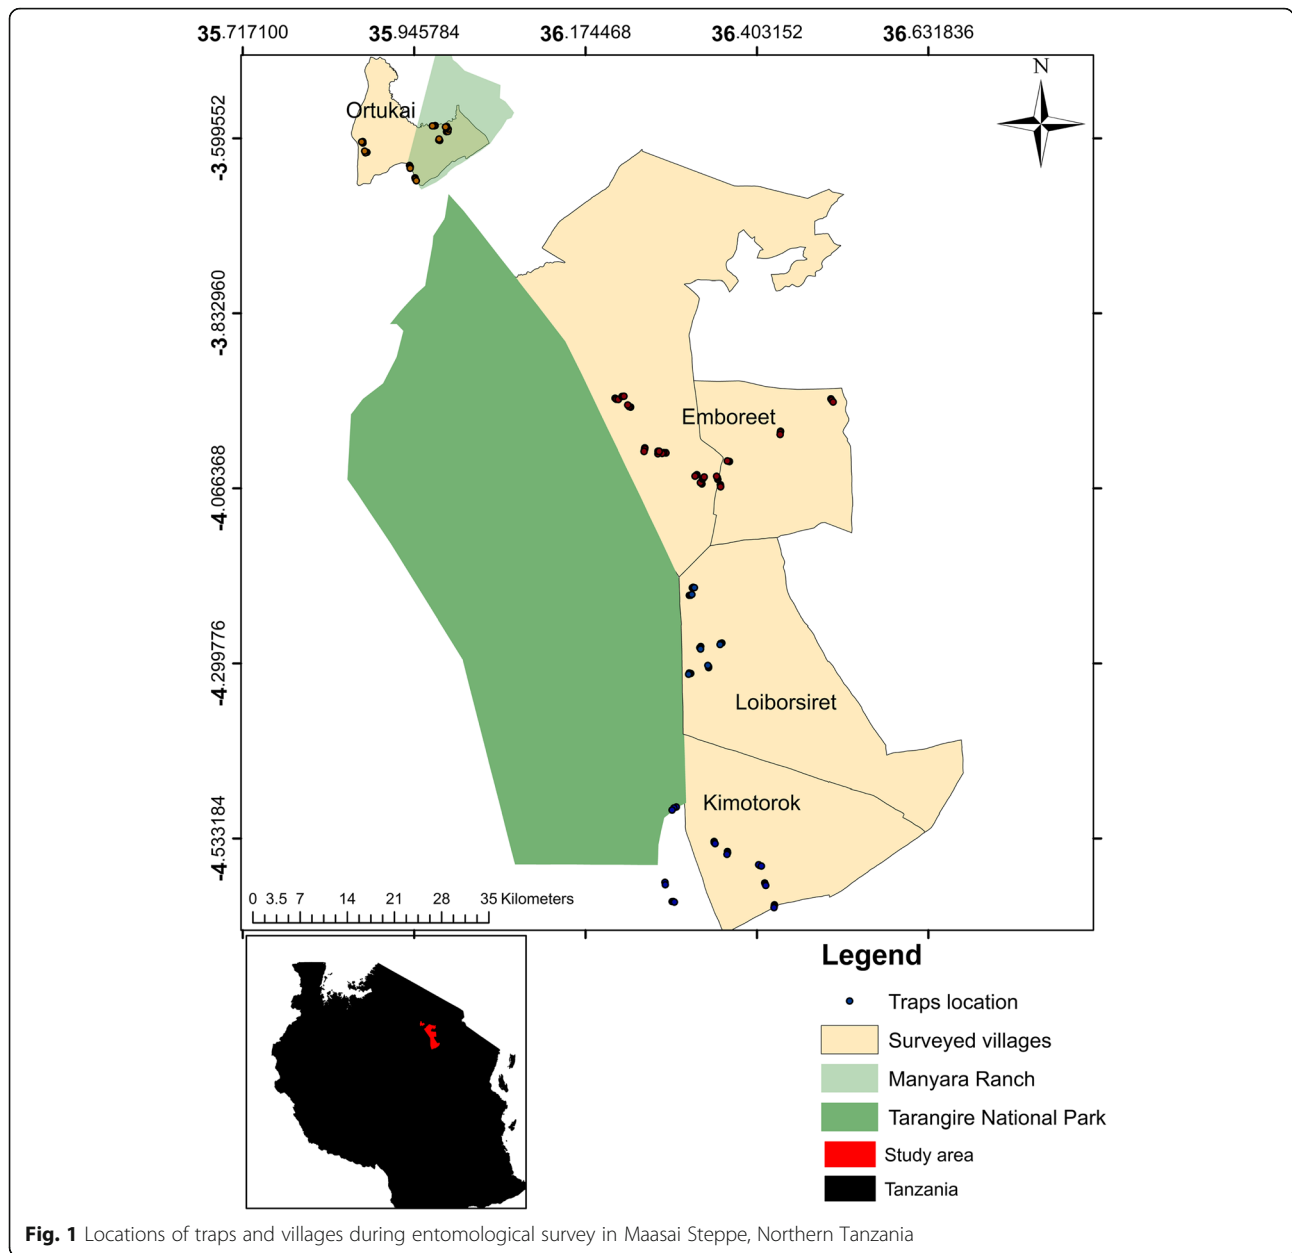 35.717100 35.945784 36.174468 36.403152 36.631836
N
-3.599552
-3.832960
-4.066368
-4.299776
-4.533184
Ortukai
Emboreet
Loiborsiret
Kimotorok
0 3.5 7 14 21 28 35 Kilometers
Legend
Traps location
Surveyed villages
Manyara Ranch
Tarangire National Park
Study area
Tanzania
Fig. 1 Locations of traps and villages during entomological survey in Maasai Steppe, Northern Tanzania